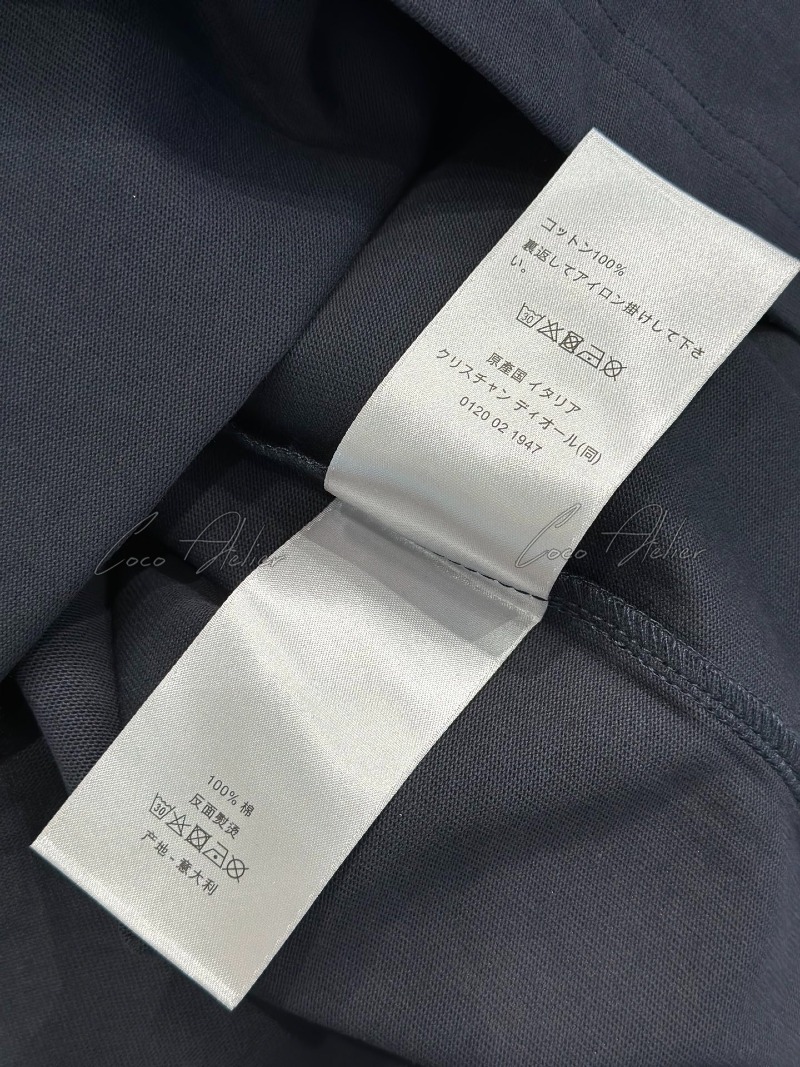 コットン100%
裏返してアイロン掛けして下さ
い。
30
原産国 イタリア
クリスチャン ディオール(同)
0120 02 1947
Coco Atelier
Coco Atelier
100% 棉
反面熨烫
30
产地 - 意大利